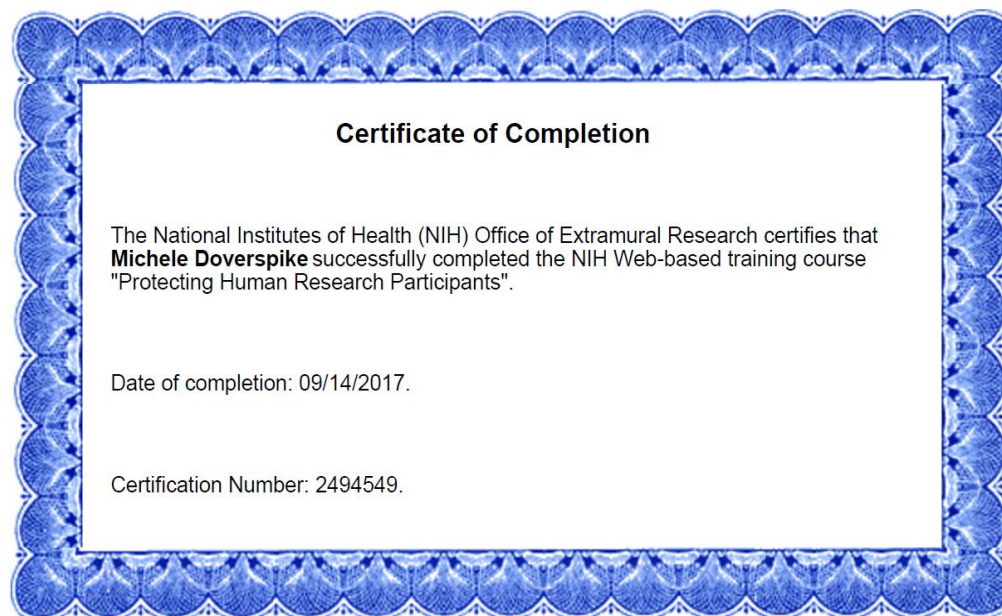 Certificate of Completion
The National Institutes of Health (NIH) Office of Extramural Research certifies that
Michele Doverspike successfully completed the NIH Web-based training course
"Protecting Human Research Participants".
Date of completion: 09/14/2017.
Certification Number: 2494549.